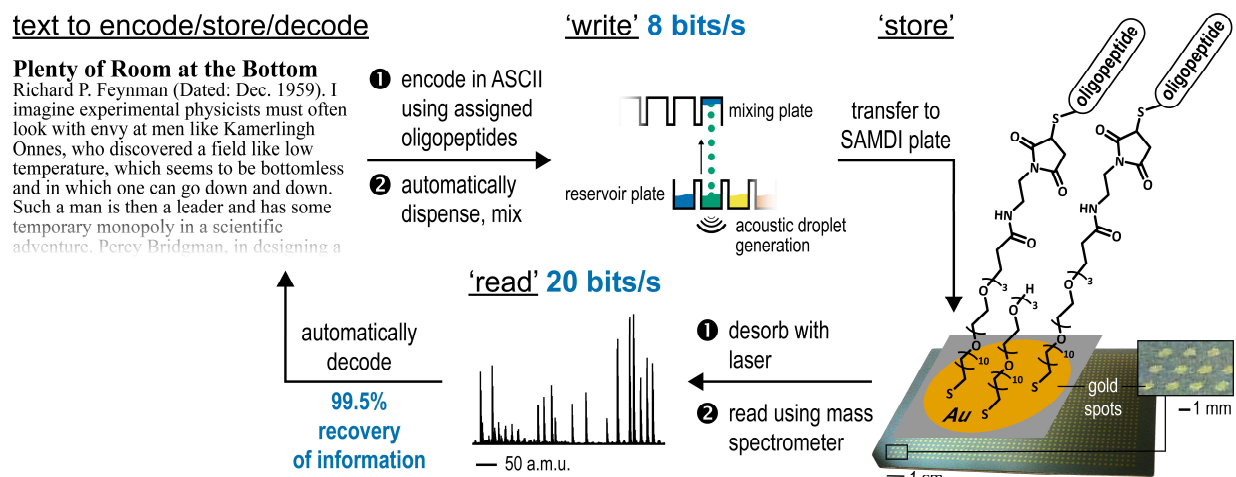 text to encode/store/decode
Plenty of Room at the Bottom
Richard P. Feynman (Dated: Dec. 1959). I
imagine experimental physicists must often
look with envy at men like Kamerlingh
Onnes, who discovered a field like low
temperature, which seems to be bottomless
and in which one can go down and down.
Such a man is then a leader and has some
temporary monopoly in a scientific
adventure. Percy Bridgman, in designing a
❶ encode in ASCII
using assigned
oligopeptides
❷ automatically
dispense, mix
‘write’ 8 bits/s
mixing plate
reservoir plate
acoustic droplet
generation
transfer to
SAMDI plate
‘store’
oligopeptide
oligopeptide
S
S
O
O
N
N
O
O
HN
HN
O
O
O
3
O
H
3
O
3
O
O
O
10
10
10
S
S
S
Au
gold
spots
1 mm
1 cm
❶ desorb with
laser
❷ read using mass
spectrometer
‘read’ 20 bits/s
50 a.m.u.
automatically
decode
99.5%
recovery
of information